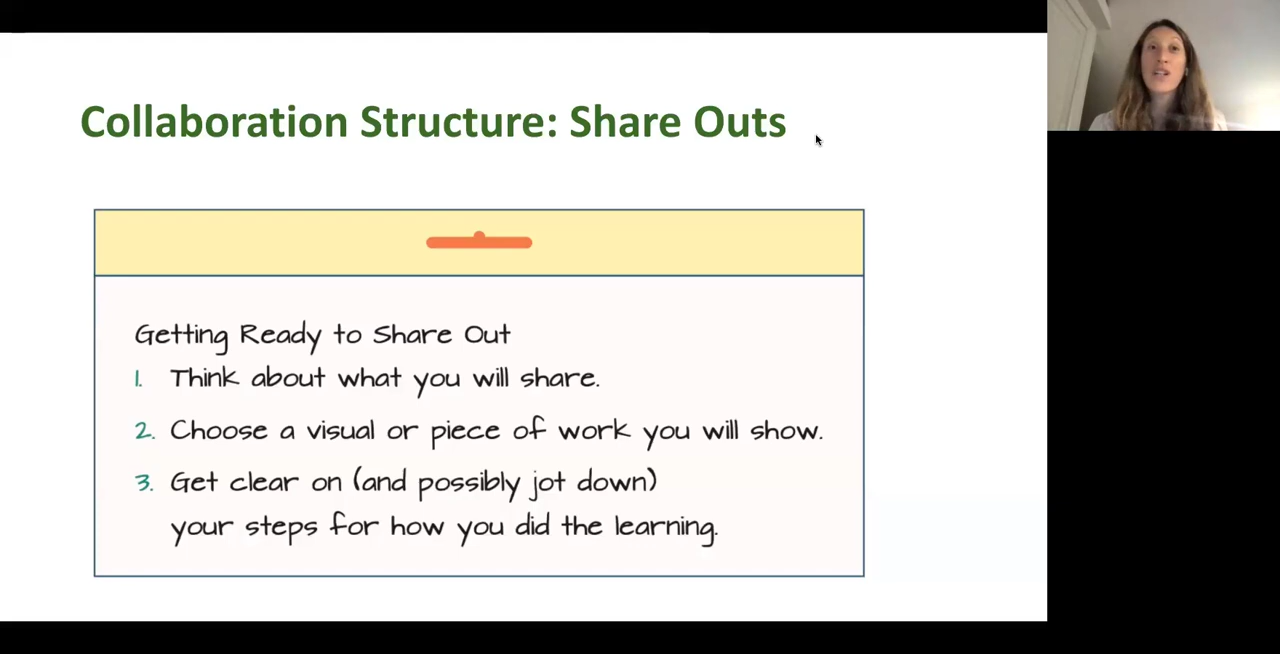 Collaboration Structure: Share Outs
Getting Ready to Share Out
1. Think about what you will share.
2. Choose a visual or piece of work you will show.
3. Get clear on (and possibly jot down)
your steps for how you did the learning.